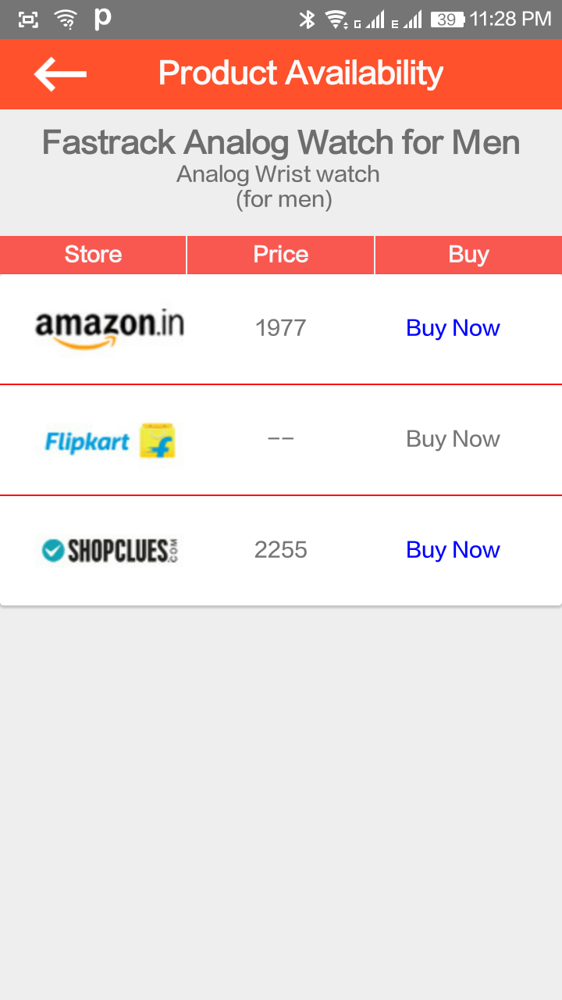 p G E 39 11:28 PM
Product Availability
Fastrack Analog Watch for Men
Analog Wrist watch
(for men)
Store Price Buy
amazon.in 1977 Buy Now
Flipkart f -- Buy Now
SHOPCLUES.COM 2255 Buy Now